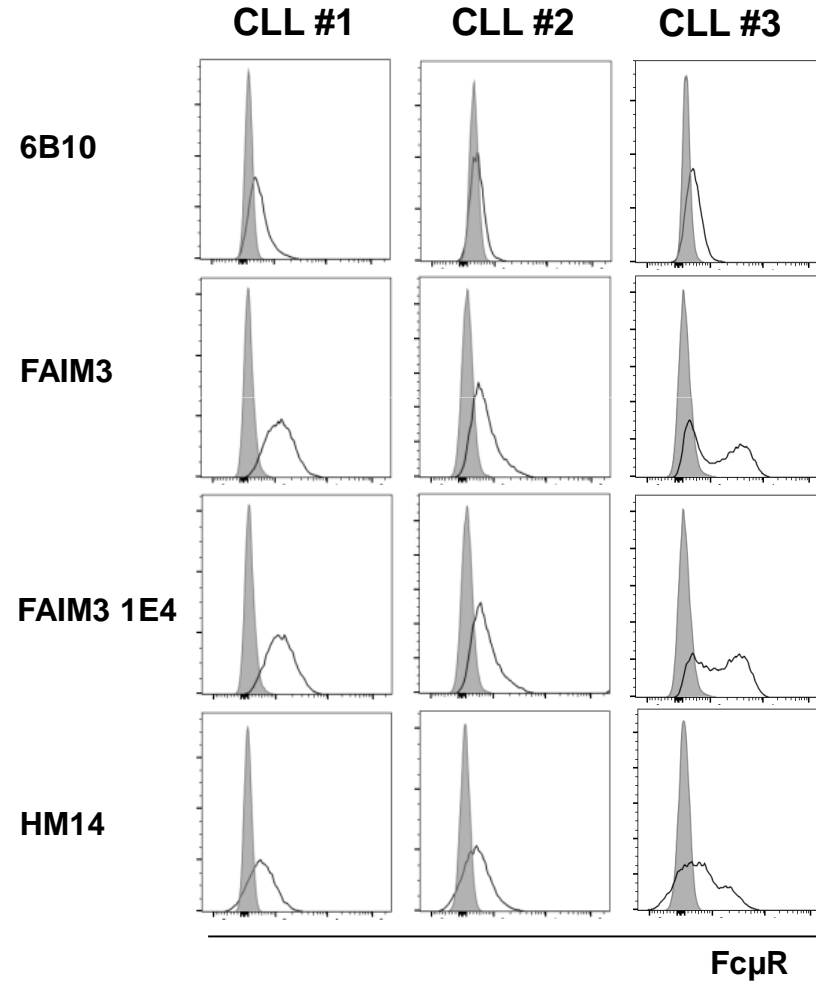 CLL #1 CLL #2 CLL #3
6B10
FAIM3
FAIM3 1E4
HM14
FcμR